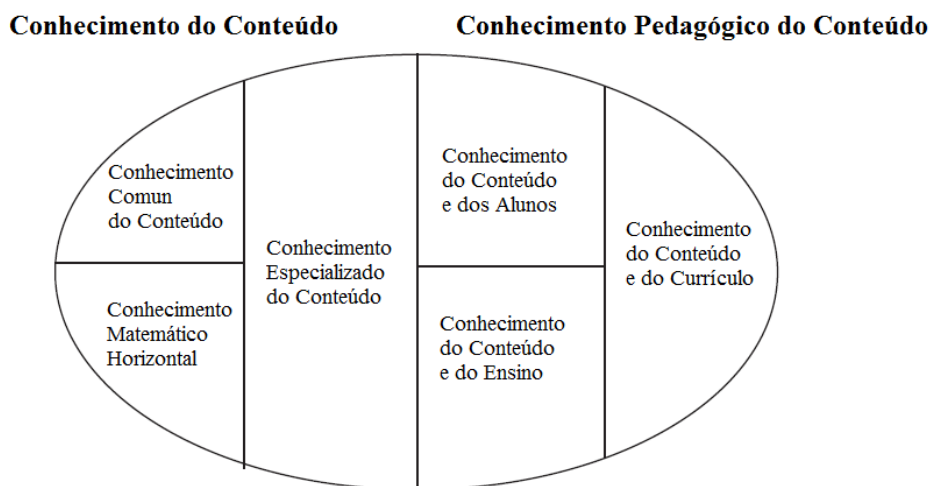 Conhecimento do Conteúdo
Conhecimento Pedagógico do Conteúdo
Conhecimento
Comun
do Conteúdo
Conhecimento
Matemático
Horizontal
Conhecimento
Especializado
do Conteúdo
Conhecimento
do Conteúdo
e dos Alunos
Conhecimento
do Conteúdo
e do Ensino
Conhecimento
do Conteúdo
e do Currículo